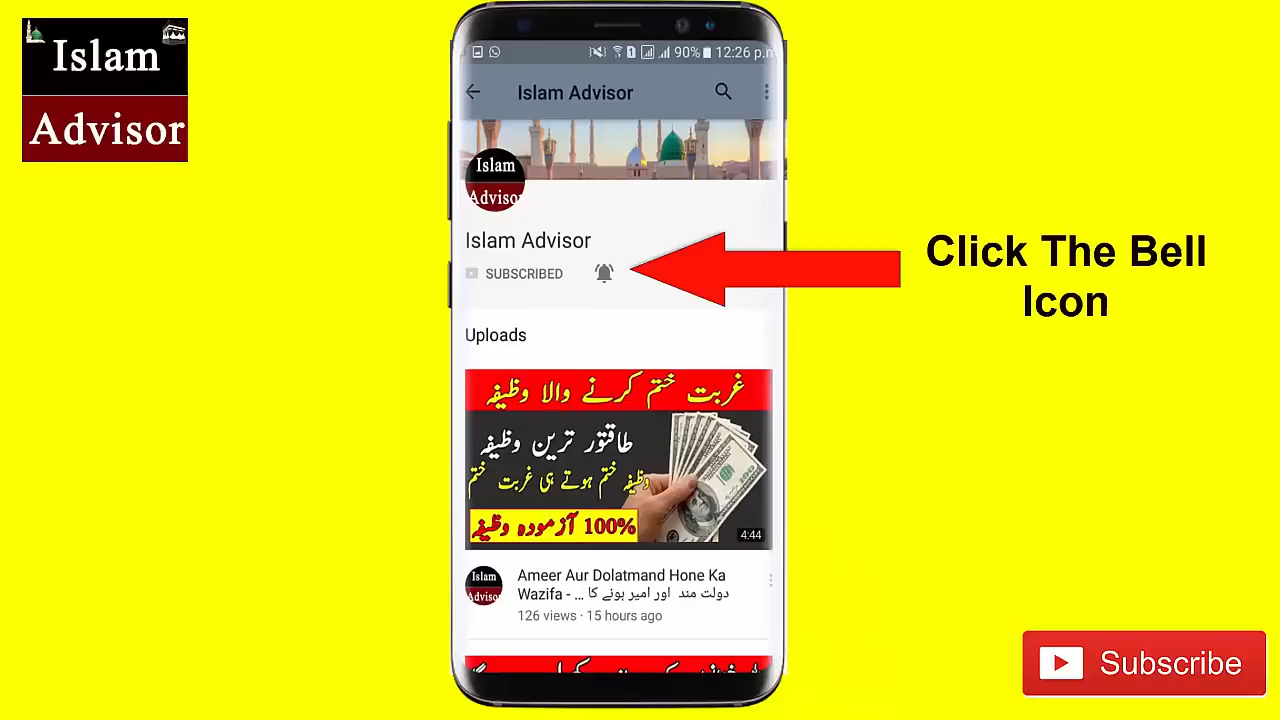 Islam
Advisor
90% 12:26 p.m
Islam Advisor
Islam
Advisor
Islam Advisor
SUBSCRIBED
Click The Bell
Icon
Uploads
غربت ختم کرنے والا وظیفہ
طاقتور ترین وظیفہ
وظیفہ ختم ہوتے ہی غربت ختم
100% آزمودہ وظیفہ
4:44
Islam
Advisor
Ameer Aur Dolatmand Hone Ka
Wazifa - ... دولت مند اور امیر ہونے کا
126 views · 15 hours ago
Subscribe